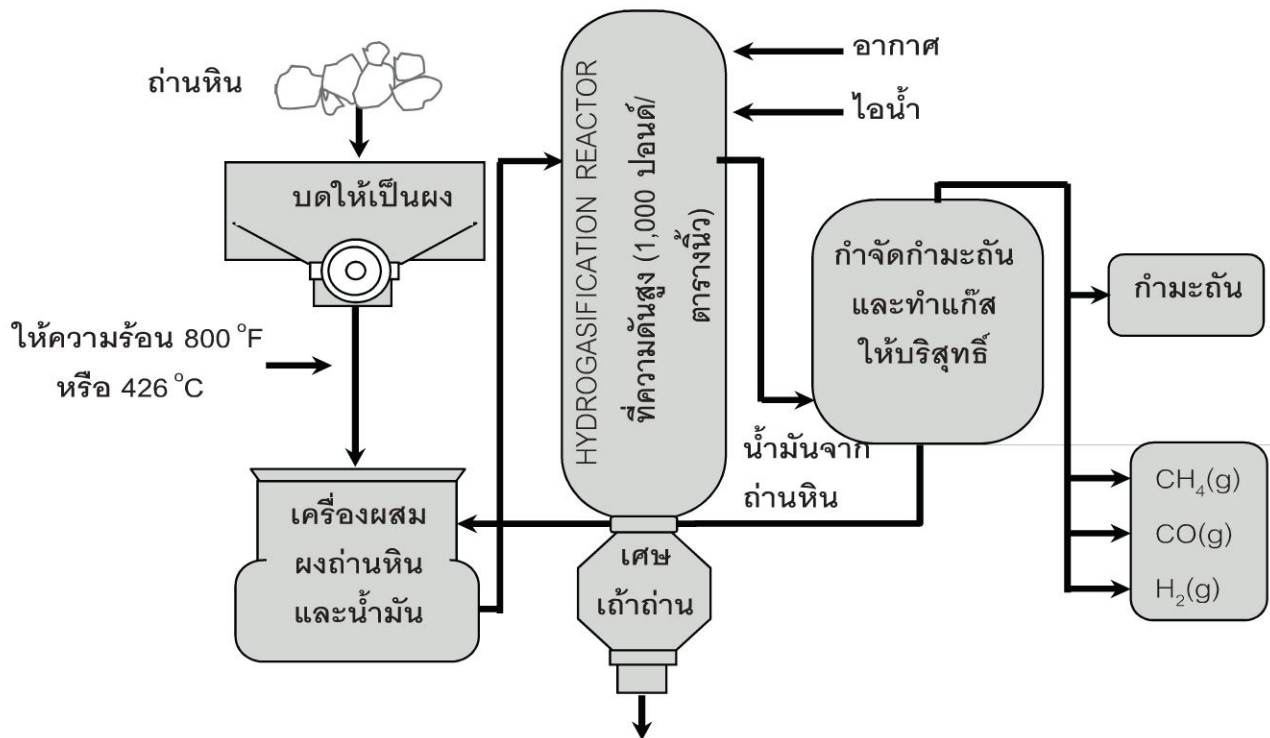 ถ่านหิน
บดให้เป็นผง
ให้ความร้อน 800 °F
หรือ 426 °C
เครื่องผสม
ผงถ่านหิน
และน้ำมัน
HYDROGASIFICATION REACTOR
ที่ความดันสูง (1,000 ปอนด์/
ตารางนิ้ว)
อากาศ
ไอน้ำ
เศษ
เถ้าถ่าน
น้ำมันจาก
ถ่านหิน
กำจัดกำมะถัน
และทำแก๊ส
ให้บริสุทธิ์
กำมะถัน
CH₄(g)
CO(g)
H₂(g)